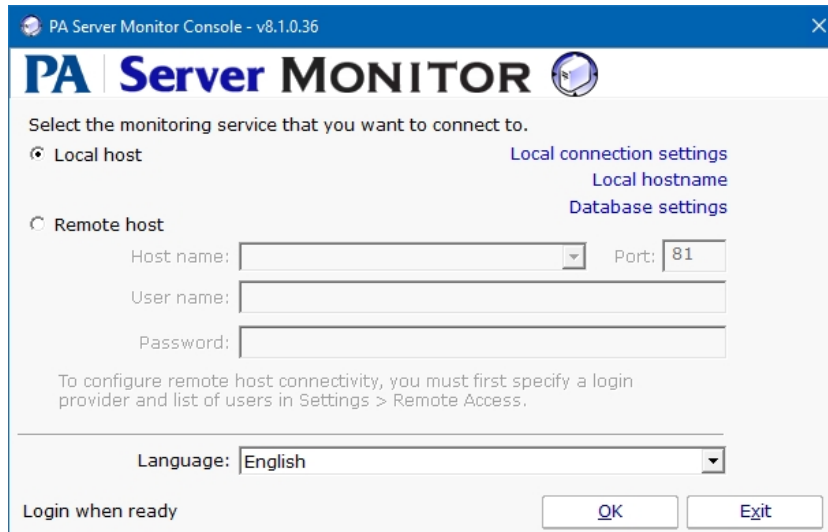 PA Server Monitor Console - v8.1.0.36
PA Server MONITOR
Select the monitoring service that you want to connect to.
Local host
Local connection settings
Local hostname
Database settings
Remote host
Host name: Port: 81
User name:
Password:
To configure remote host connectivity, you must first specify a login
provider and list of users in Settings > Remote Access.
Language: English
Login when ready OK Exit